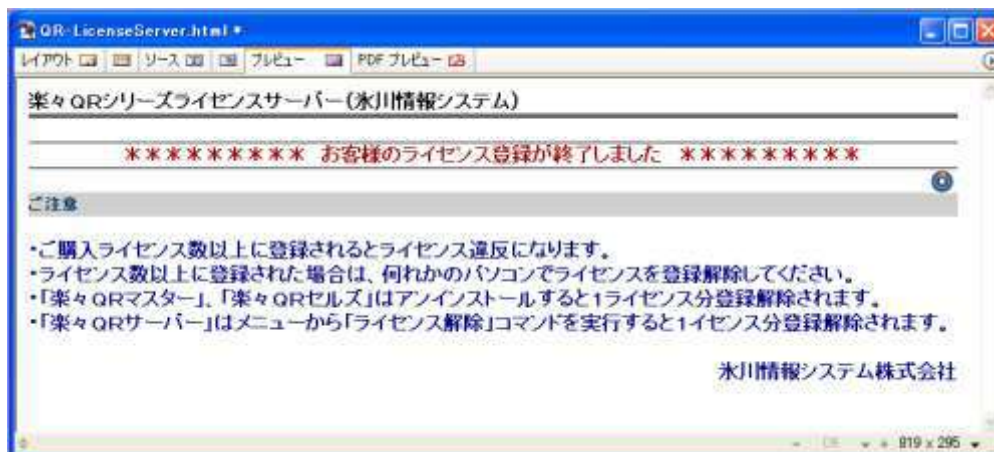 QR-LicenseServer.html *
レイアウト ソース プレビュー PDF プレビュー
楽々QRシリーズライセンスサーバー(氷川情報システム)
********* お客様のライセンス登録が終了しました *********
ご注意
・ご購入ライセンス数以上に登録されるとライセンス違反になります。
・ライセンス数以上に登録された場合は、何れかのパソコンでライセンスを登録解除してください。
・「楽々QRマスター」、「楽々QRセルズ」はアンインストールすると1ライセンス分登録解除されます。
・「楽々QRサーバー」はメニューから「ライセンス解除」コマンドを実行すると1イセンス分登録解除されます。
氷川情報システム株式会社
819 x 295